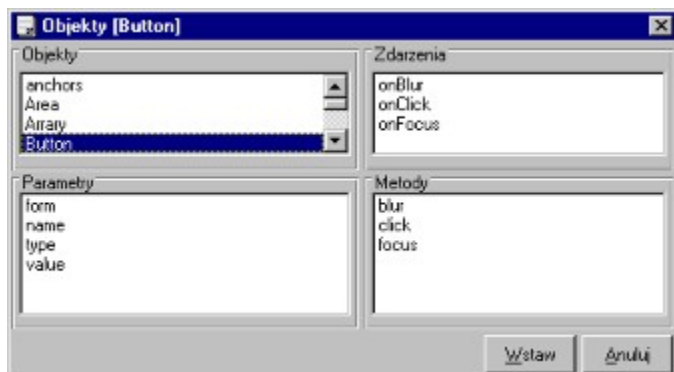 Objekty [Button]
Objekty
anchors
Area
Arrary
Button
Zdarzenia
onBlur
onClick
onFocus
Parametry
form
name
type
value
Metody
blur
click
focus
Wstaw
Anuluj